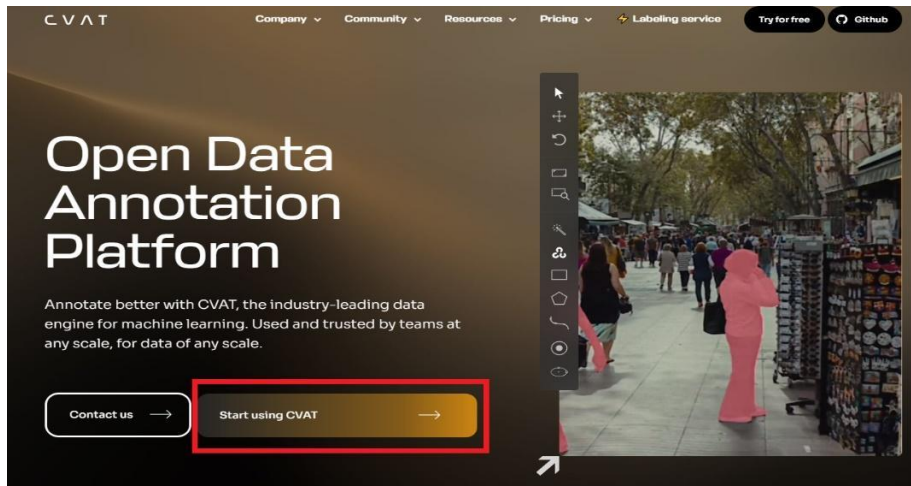 CVAT
Company Community Resources Pricing Labeling service Try for free Github
Open Data
Annotation
Platform
Annotate better with CVAT, the industry-leading data
engine for machine learning. Used and trusted by teams at
any scale, for data of any scale.
Contact us Start using CVAT